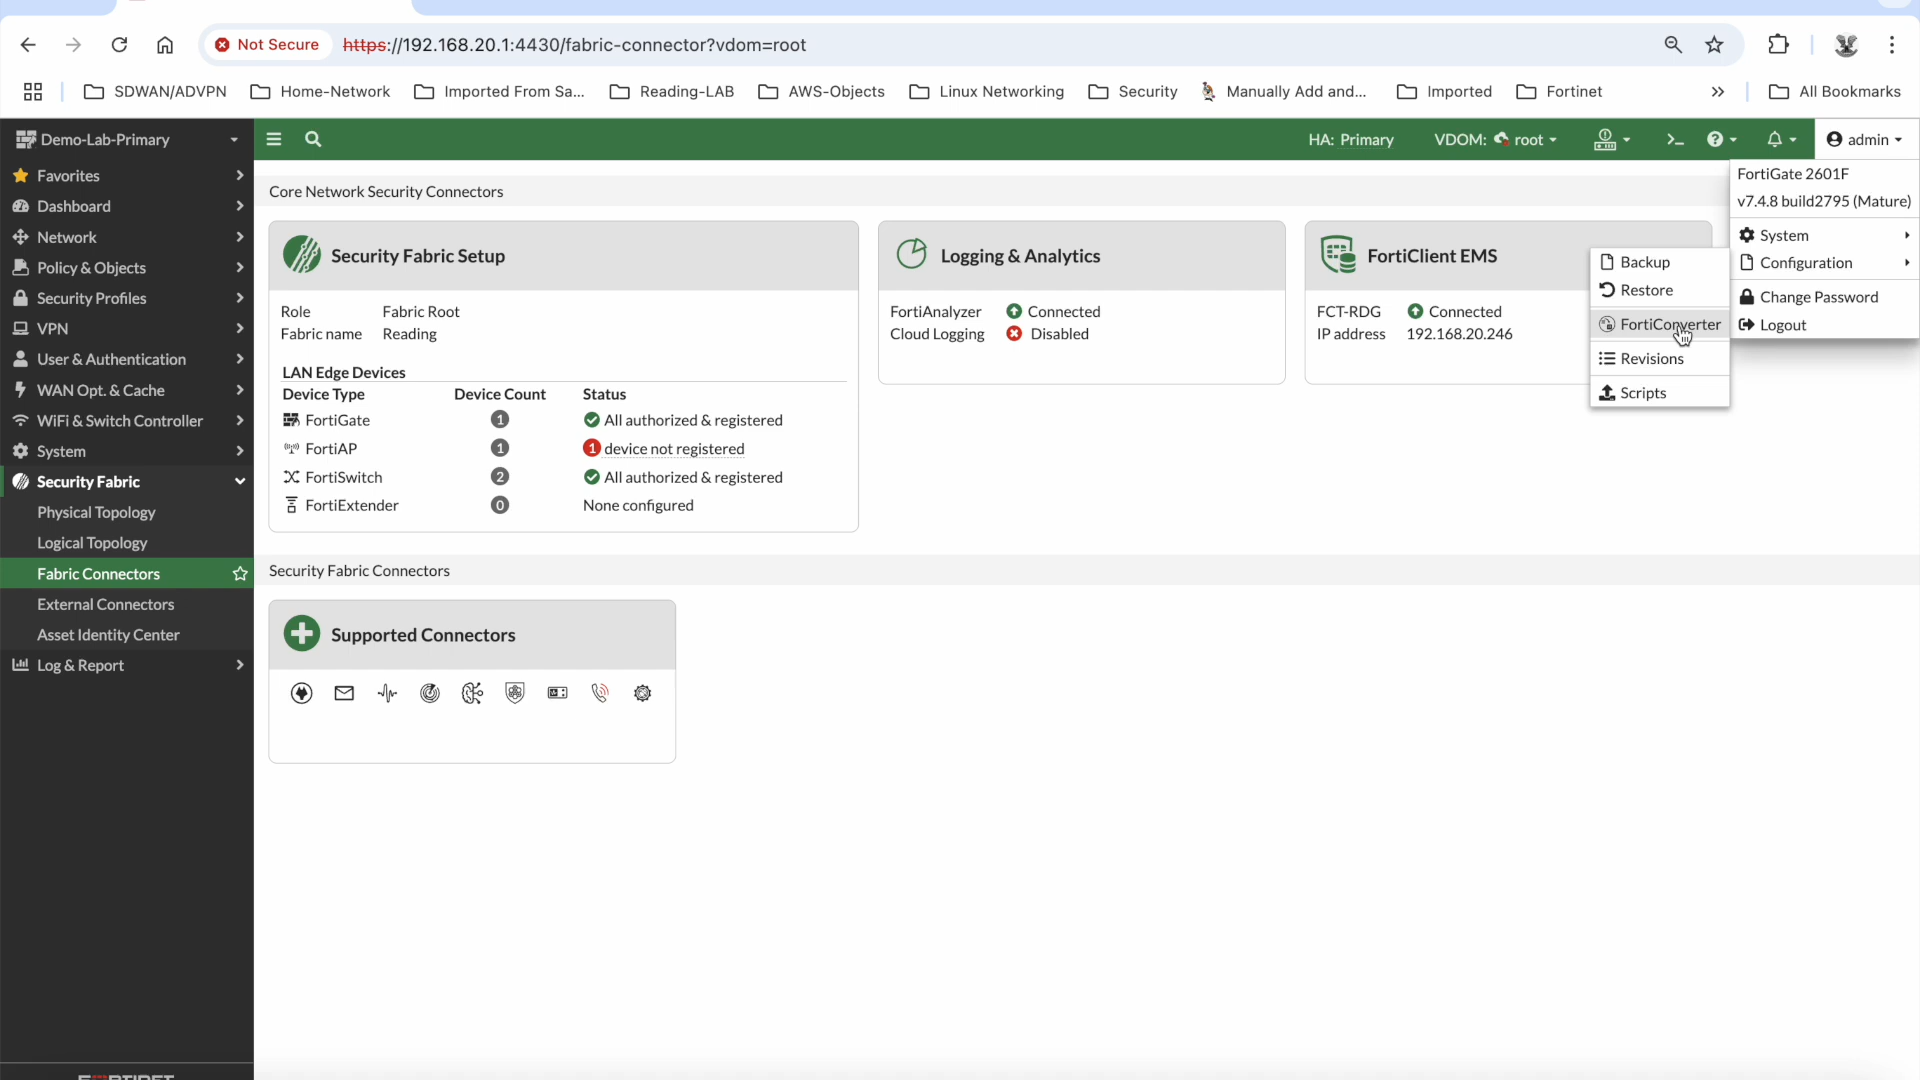 Not Secure https://192.168.20.1:4430/fabric-connector?vdom=root
SDWAN/ADVPN Home-Network Imported From Sa... Reading-LAB AWS-Objects Linux Networking Security Manually Add and... Imported Fortinet » All Bookmarks
Demo-Lab-Primary HA: Primary VDOM: root admin
Favorites
Dashboard
Network
Policy & Objects
Security Profiles
VPN
User & Authentication
WAN Opt. & Cache
WiFi & Switch Controller
System
Security Fabric
Physical Topology
Logical Topology
Fabric Connectors
External Connectors
Asset Identity Center
Log & Report
FORTINET
Core Network Security Connectors
Security Fabric Setup
Role Fabric Root
Fabric name Reading
LAN Edge Devices
Device Type Device Count Status
FortiGate 1 All authorized & registered
FortiAP 1 1 device not registered
FortiSwitch 2 All authorized & registered
FortiExtender 0 None configured
Logging & Analytics
FortiAnalyzer Connected
Cloud Logging Disabled
FortiClient EMS
FCT-RDG Connected
IP address 192.168.20.246
Security Fabric Connectors
Supported Connectors
FortiGate 2601F
v7.4.8 build2795 (Mature)
System
Configuration
Change Password
Logout
Backup
Restore
FortiConverter
Revisions
Scripts